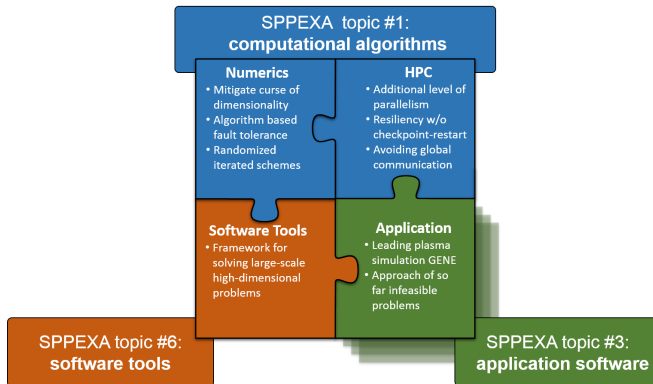 SPPEXA topic #1:
computational algorithms
Numerics
• Mitigate curse of
dimensionality
• Algorithm based
fault tolerance
• Randomized
iterated schemes
HPC
• Additional level of
parallelism
• Resiliency w/o
checkpoint-restart
• Avoiding global
communication
Software Tools
• Framework for
solving large-scale
high-dimensional
problems
Application
• Leading plasma
simulation GENE
• Approach of so
far infeasible
problems
SPPEXA topic #6:
software tools
SPPEXA topic #3:
application software